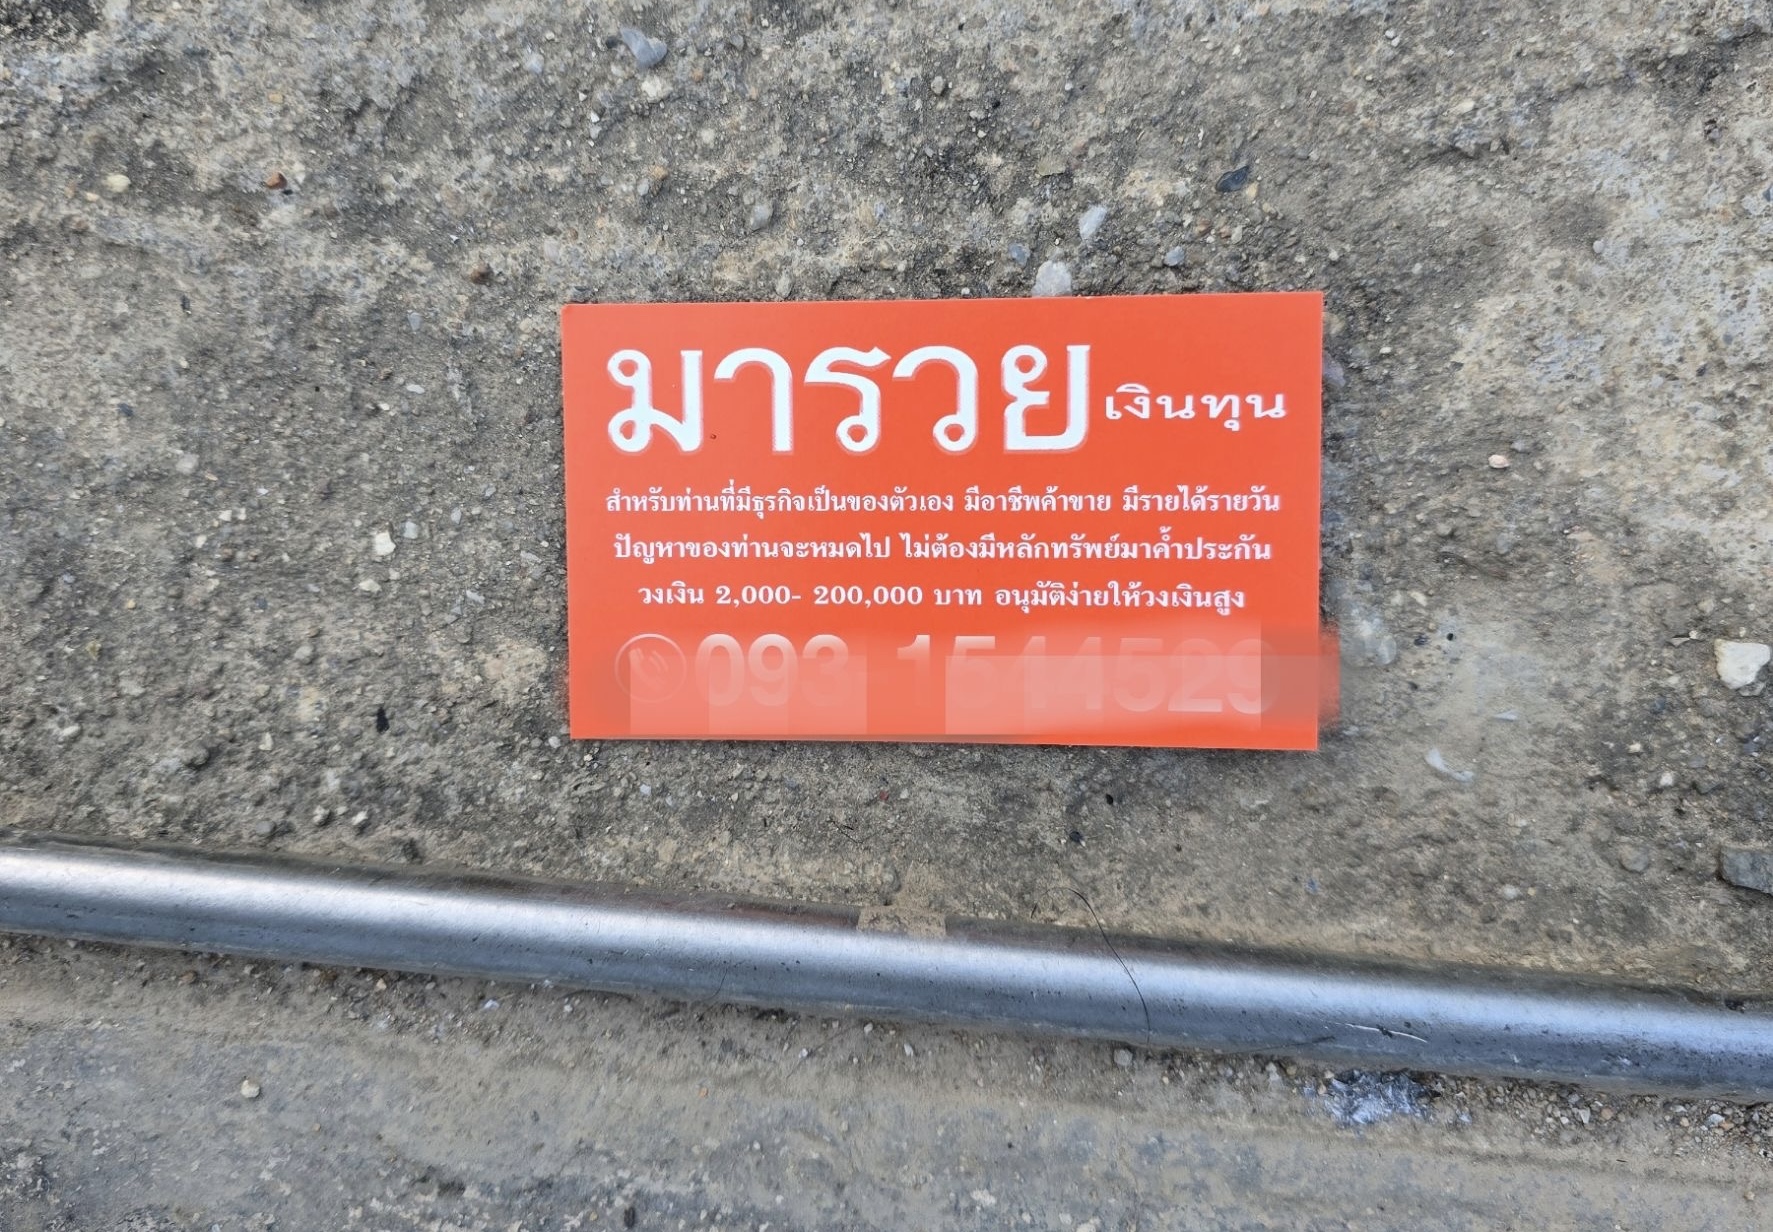 มารวย เงินทุน
สำหรับท่านที่มีธุรกิจเป็นของตัวเอง มีอาชีพค้าขาย มีรายได้รายวัน
ปัญหาของท่านจะหมดไป ไม่ต้องมีหลักทรัพย์มาค้ำประกัน
วงเงิน 2,000- 200,000 บาท อนุมัติง่ายให้วงเงินสูง
093 1544529